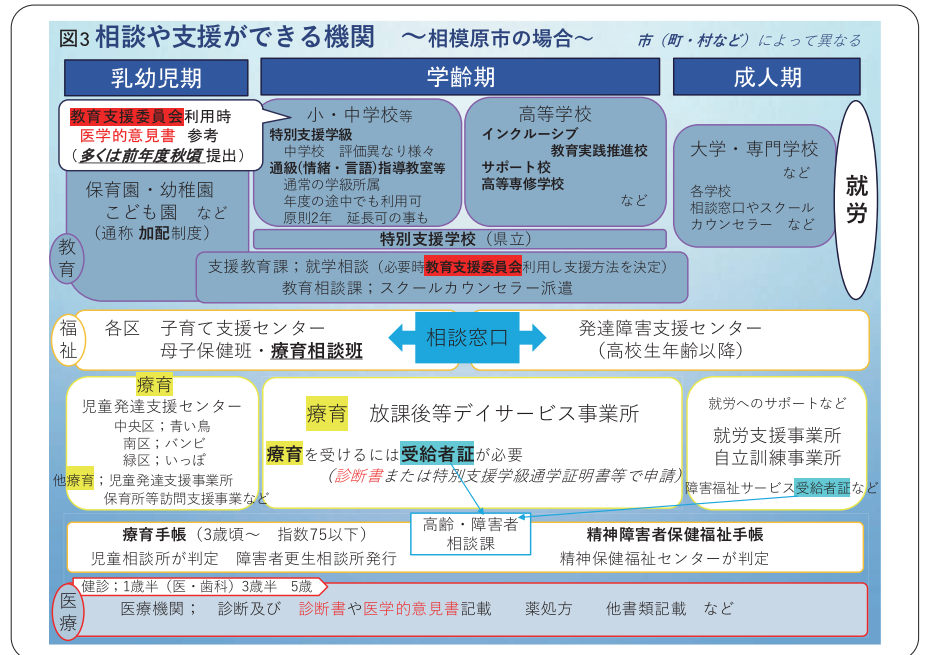 図3 相談や支援ができる機関　～相模原市の場合～　市（町・村など）によって異なる
乳幼児期
学齢期
成人期
教育支援委員会利用時
医学的意見書　参考
（多くは前年度秋頃 提出）
保育園・幼稚園
こども園　など
（通称 加配制度）
小・中学校等
特別支援学級
中学校　評価異なり様々
通級(情緒・言語)指導教室等
通常の学級所属
年度の途中でも利用可
原則2年　延長可の事も
高等学校
インクルーシブ
教育実践推進校
サポート校
高等専修学校
など
大学・専門学校
など
各学校
相談窓口やスクール
カウンセラー　など
就労
教育
特別支援学校（県立）
支援教育課；就学相談（必要時教育支援委員会利用し支援方法を決定）
教育相談課；スクールカウンセラー派遣
福祉
各区　子育て支援センター
母子保健班・療育相談班
相談窓口
発達障害支援センター
（高校生年齢以降）
療育
児童発達支援センター
中央区；青い鳥
南区；バンビ
緑区；いっぽ
他療育；児童発達支援事業所
保育所等訪問支援事業など
療育　放課後等デイサービス事業所
療育を受けるには受給者証が必要
（診断書または特別支援学級通学証明書等で申請）
就労へのサポートなど
就労支援事業所
自立訓練事業所
障害福祉サービス受給者証など
療育手帳（3歳頃～　指数75以下）
児童相談所が判定　障害者更生相談所発行
高齢・障害者
相談課
精神障害者保健福祉手帳
精神保健福祉センターが判定
健診；1歳半（医・歯科）3歳半　5歳
医療
医療機関；　診断及び　診断書や医学的意見書記載　　薬処方　　他書類記載　など